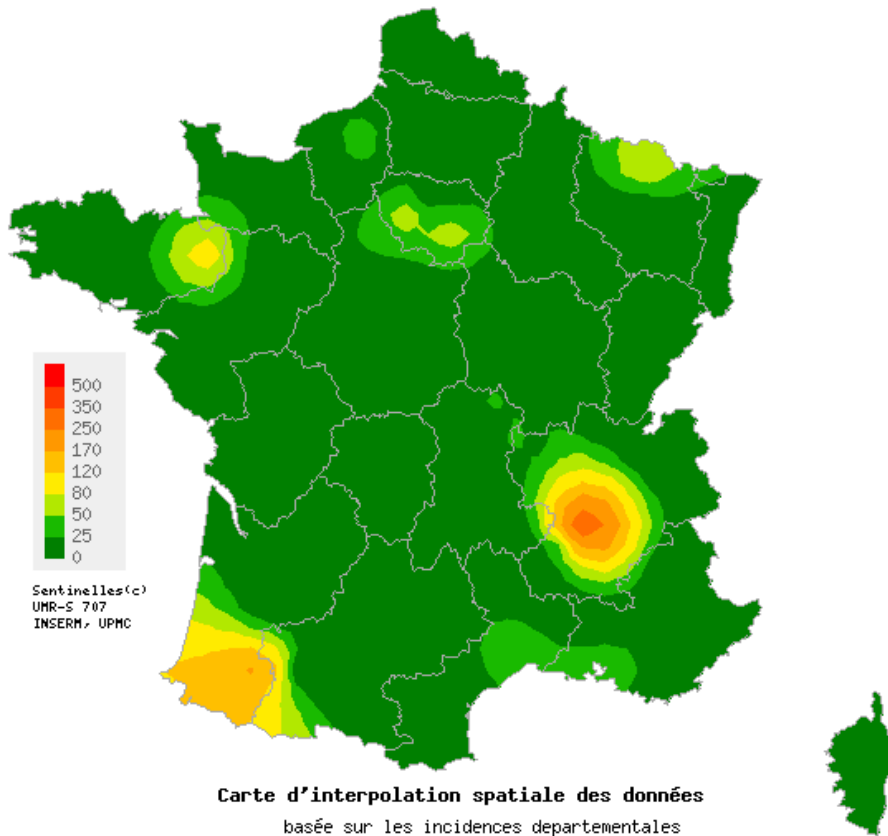 500
350
250
170
120
80
50
25
0
Sentinelles(c)
UMR-S 707
INSERM, UPMC
Carte d'interpolation spatiale des données
basée sur les incidences departementales